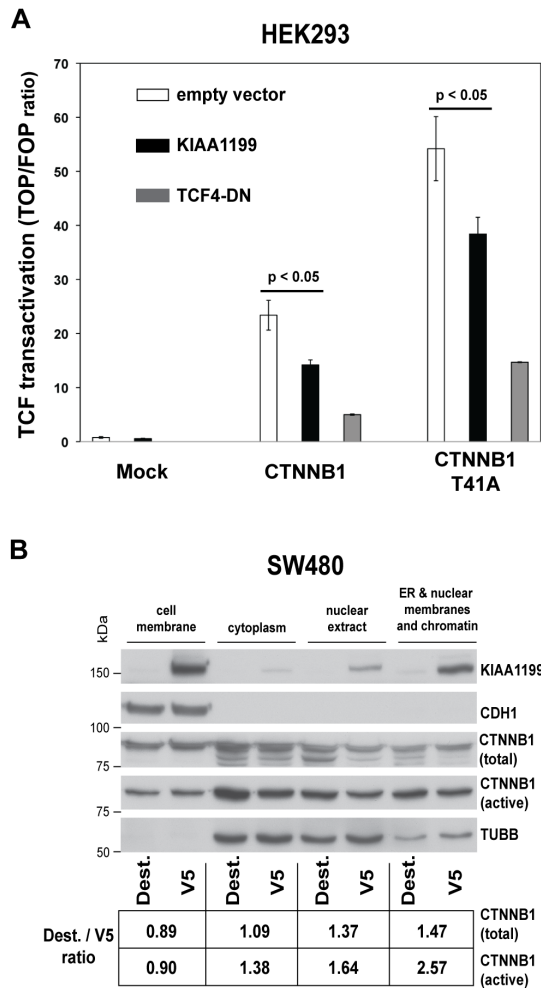 A
HEK293
TCF transactivation (TOP/FOP ratio)
70
60
50
40
30
20
10
0
empty vector
KIAA1199
TCF4-DN
p < 0.05
p < 0.05
Mock
CTNNB1
CTNNB1
T41A
B
SW480
kDa
cell
membrane
cytoplasm
nuclear
extract
ER & nuclear
membranes
and chromatin
150
KIAA1199
CDH1
100
CTNNB1
(total)
75
CTNNB1
(active)
75
TUBB
50
Dest. V5 Dest. V5 Dest. V5 Dest. V5
Dest. / V5
ratio
0.89 1.09 1.37 1.47
CTNNB1
(total)
0.90 1.38 1.64 2.57
CTNNB1
(active)